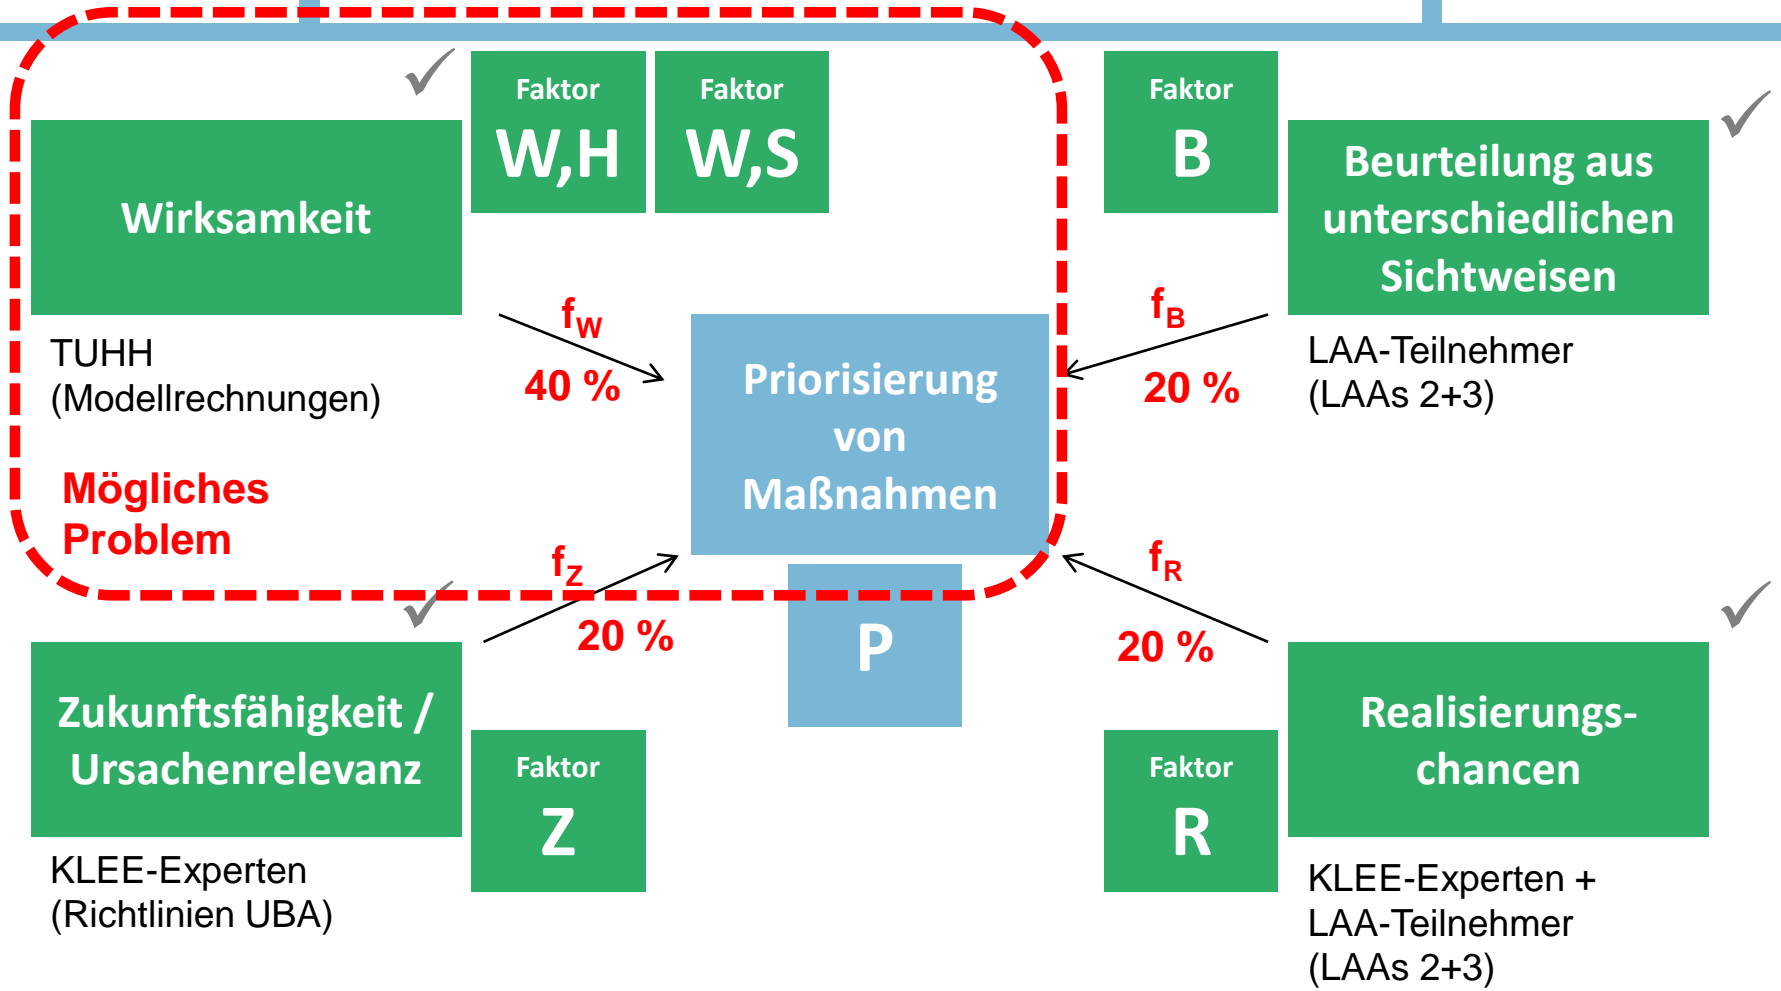 Faktor
W,H
Faktor
W,S
Wirksamkeit
TUHH
(Modellrechnungen)
Mögliches
Problem
fW
40 %
Faktor
B
Beurteilung aus
unterschiedlichen
Sichtweisen
LAA-Teilnehmer
(LAAs 2+3)
fB
20 %
Priorisierung
von
Maßnahmen
P
fZ
20 %
Zukunftsfähigkeit /
Ursachenrelevanz
Faktor
Z
KLEE-Experten
(Richtlinien UBA)
fR
20 %
Faktor
R
Realisierungs-
chancen
KLEE-Experten +
LAA-Teilnehmer
(LAAs 2+3)